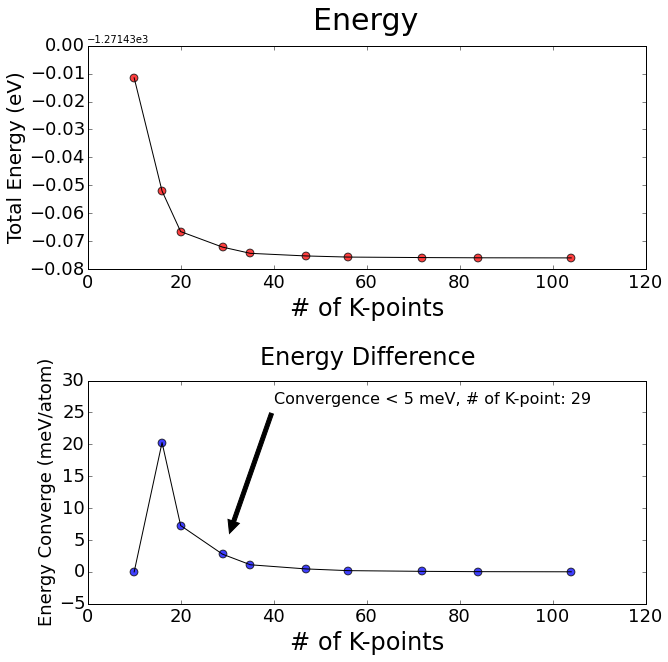 Energy
−1.27143e3
0.00
−0.01
−0.02
−0.03
−0.04
−0.05
−0.06
−0.07
−0.08
Total Energy (eV)
0 20 40 60 80 100 120
# of K-points
Energy Difference
30
25
20
15
10
5
0
−5
Energy Converge (meV/atom)
Convergence < 5 meV, # of K-point: 29
0 20 40 60 80 100 120
# of K-points